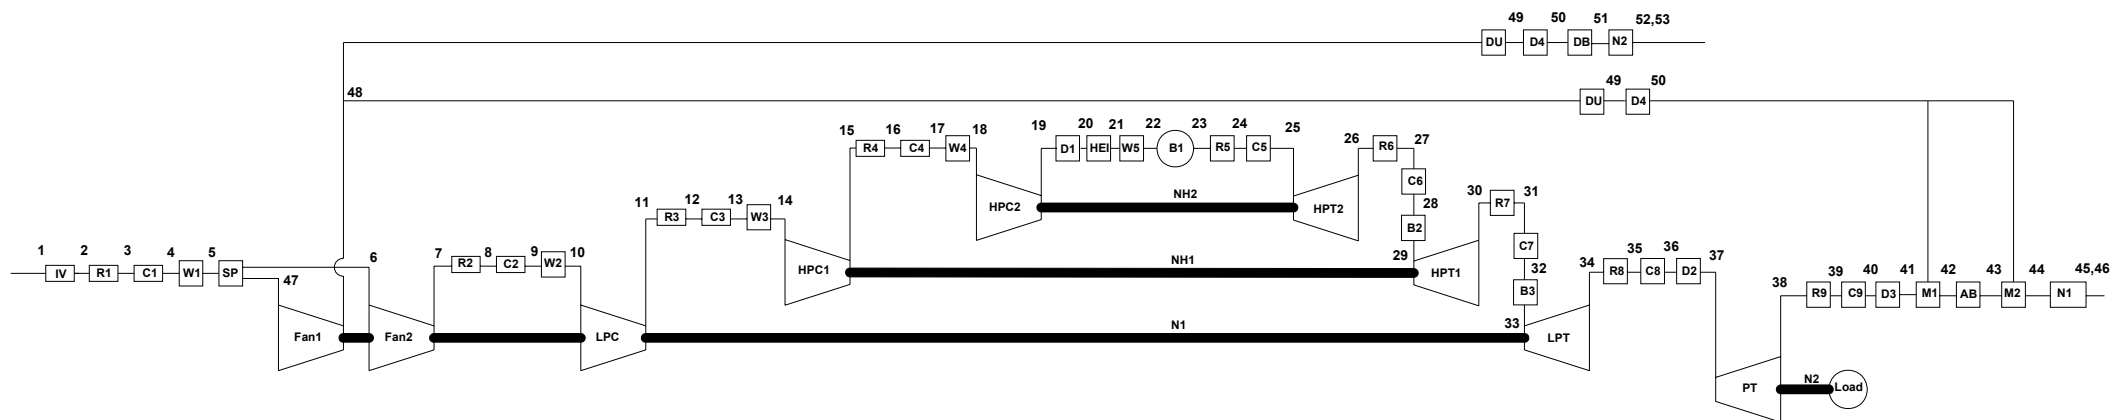 49 50 51 52,53
DU D4 DB N2
48 49 50
DU D4
15 16 17 18 19 20 21 22 23 24 25 26 27
R4 C4 W4 D1 HEI W5 B1 R5 C5 R6
C6
HPC2 NH2 HPT2
11 12 13 14 28 30 31
R3 C3 W3 B2 R7
1 2 3 4 5 6 7 8 9 10 29 C7
IV R1 C1 W1 SP R2 C2 W2 HPC1 NH1 HPT1 34 35 36 37
47 32 R8 C8 D2
B3 38 39 40 41 42 43 44 45,46
R9 C9 D3 M1 AB M2 N1
Fan1 Fan2 LPC N1 33 LPT
PT N2 Load